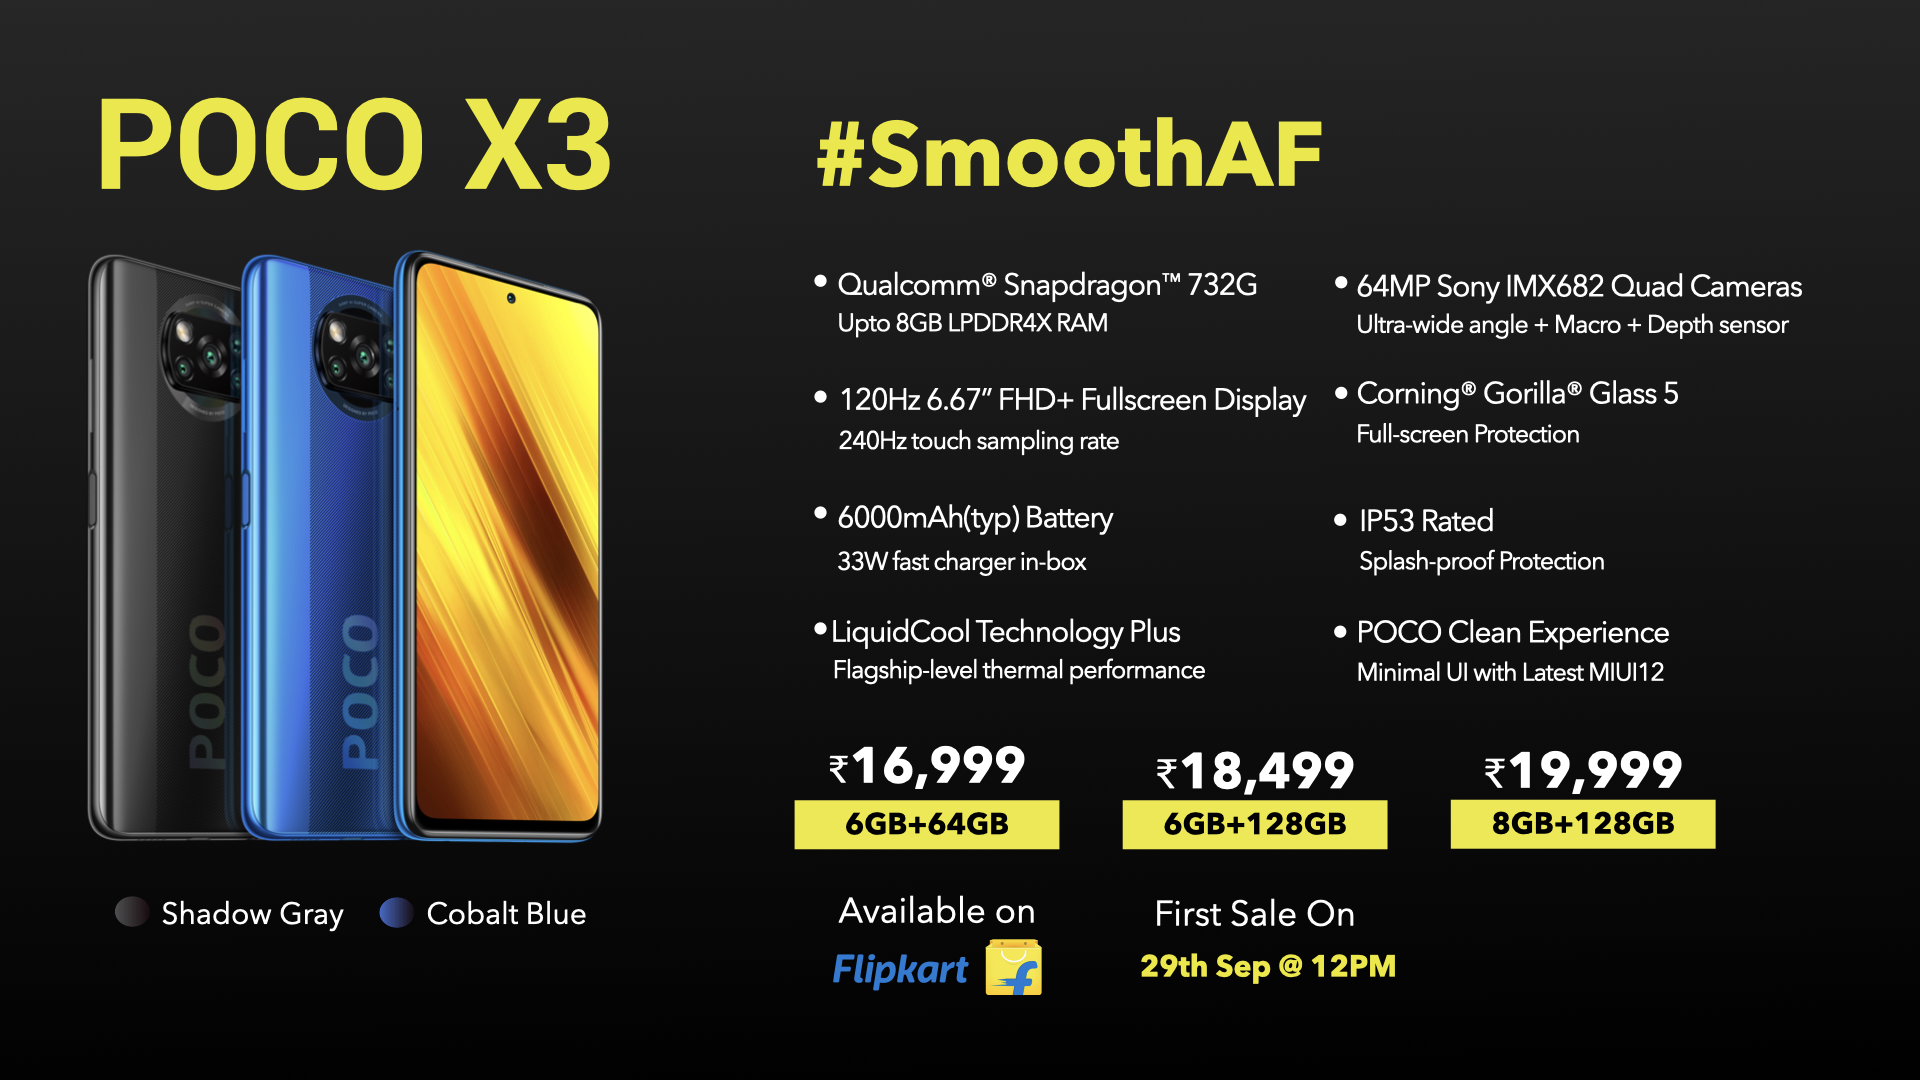 POCO X3
#SmoothAF
POCO
POCO
Shadow Gray
Cobalt Blue
• Qualcomm® Snapdragon™ 732G
Upto 8GB LPDDR4X RAM
• 120Hz 6.67” FHD+ Fullscreen Display
240Hz touch sampling rate
• 6000mAh(typ) Battery
33W fast charger in-box
• LiquidCool Technology Plus
Flagship-level thermal performance
• 64MP Sony IMX682 Quad Cameras
Ultra-wide angle + Macro + Depth sensor
• Corning® Gorilla® Glass 5
Full-screen Protection
• IP53 Rated
Splash-proof Protection
• POCO Clean Experience
Minimal UI with Latest MIUI12
₹16,999
6GB+64GB
₹18,499
6GB+128GB
₹19,999
8GB+128GB
Available on
Flipkart
f
First Sale On
29th Sep @ 12PM